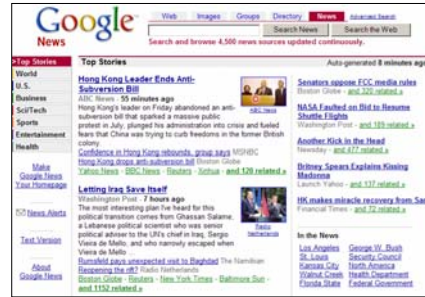 Google
News
Web Images Groups Directory News Advanced Search
Search News Search the Web
Search and browse 4,500 news sources updated continuously.
>Top Stories
World
U.S.
Business
Sci/Tech
Sports
Entertainment
Health
Make
Google News
Your Homepage
News Alerts
Text Version
About
Google News
Top Stories
Auto-generated 8 minutes ago
Hong Kong Leader Ends Anti-
Subversion Bill
ABC News - 55 minutes ago
Hong Kong's leader on Friday abandoned an anti-
subversion bill that sparked a massive public
protest in July, plunged his administration into crisis and fueled
fears that China was trying to curb freedoms in the former British
colony.
Confidence in Hong Kong rebounds, group says MSNBC
Hong Kong drops anti-subversion bill Boston Globe
Yahoo News - BBC News - Reuters - Xinhua - and 128 related »
ABC News
Letting Iraq Save Itself
Washington Post - 7 hours ago
The most interesting plan I've heard for this
political transition comes from Ghassan Salame,
a Lebanese political scientist who was senior
political adviser to the UN's chief in Iraq, Sergio
Vieira de Mello, and who narrowly escaped when
Vieira de Mello ...
Rumsfeld pays unexpected visit to Baghdad The Namibian
Reopening the rift? Radio Netherlands
Boston Globe - Reuters - New York Times - Baltimore Sun -
and 1152 related »
Radio
Netherlands
Senators oppose FCC media rules
Boston Globe - and 320 related »
NASA Faulted on Bid to Resume
Shuttle Flights
Washington Post - and 189 related »
Another Kick in the Head
Newsday - and 477 related »
Britney Spears Explains Kissing
Madonna
Launch Yahoo - and 137 related »
HK makes miracle recovery from Sar
Financial Times - and 72 related »
In the News
Los Angeles George W. Bush
St. Louis Security Council
Kansas City North America
Walnut Creek Health Department
Florida State Federal Government